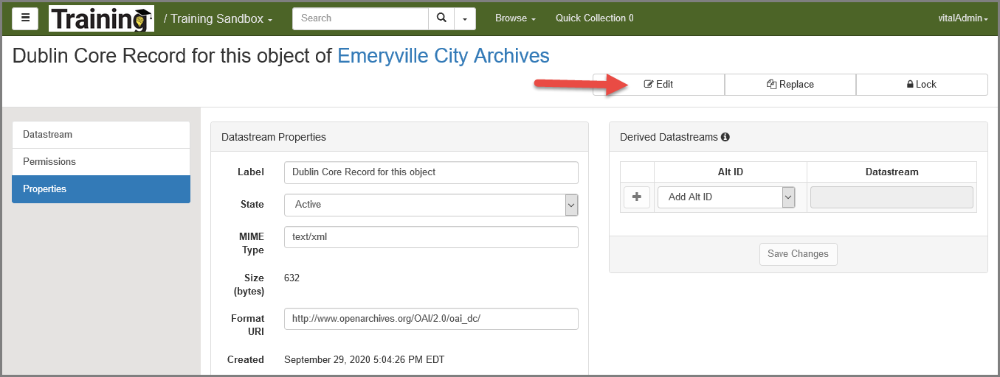 Training / Training Sandbox Search Browse Quick Collection 0 vitalAdmin
Dublin Core Record for this object of Emeryville City Archives
Edit Replace Lock
Datastream
Permissions
Properties
Datastream Properties
Label Dublin Core Record for this object
State Active
MIME text/xml
Type
Size 632
(bytes)
Format http://www.openarchives.org/OAI/2.0/oai_dc/
URI
Created September 29, 2020 5:04:26 PM EDT
Derived Datastreams
Alt ID Datastream
Add Alt ID
Save Changes